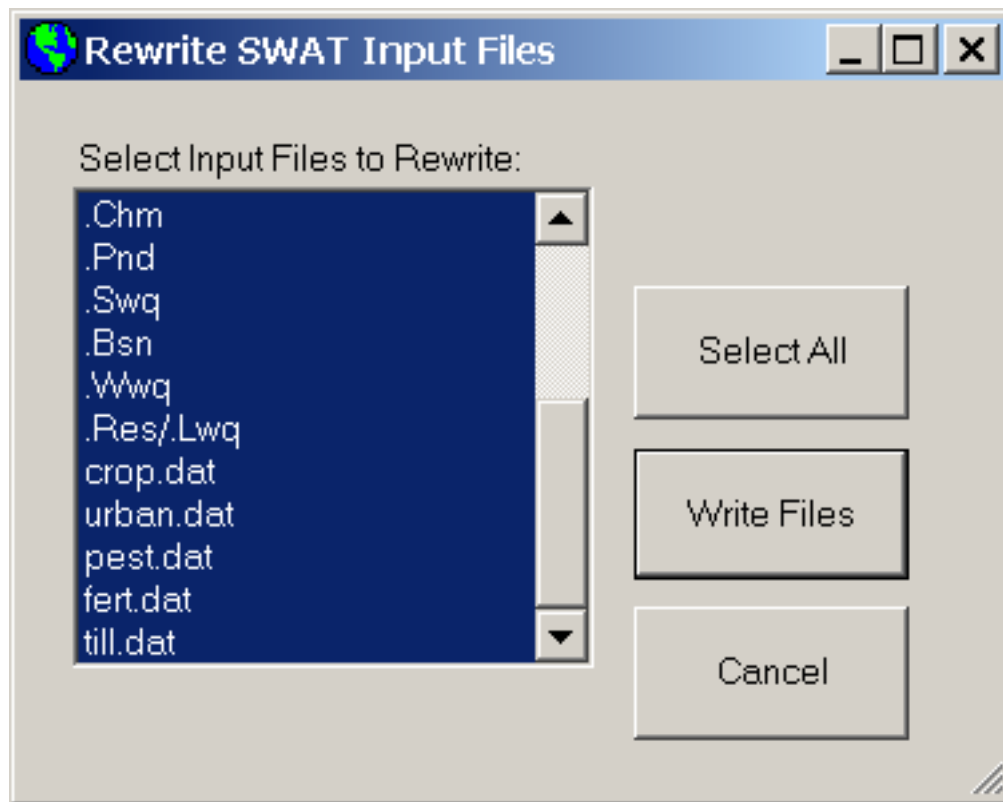 Rewrite SWAT Input Files
Select Input Files to Rewrite:
.Chm
.Pnd
.Swq
.Bsn
.Wwq
.Res/.Lwq
crop.dat
urban.dat
pest.dat
fert.dat
till.dat
Select All
Write Files
Cancel